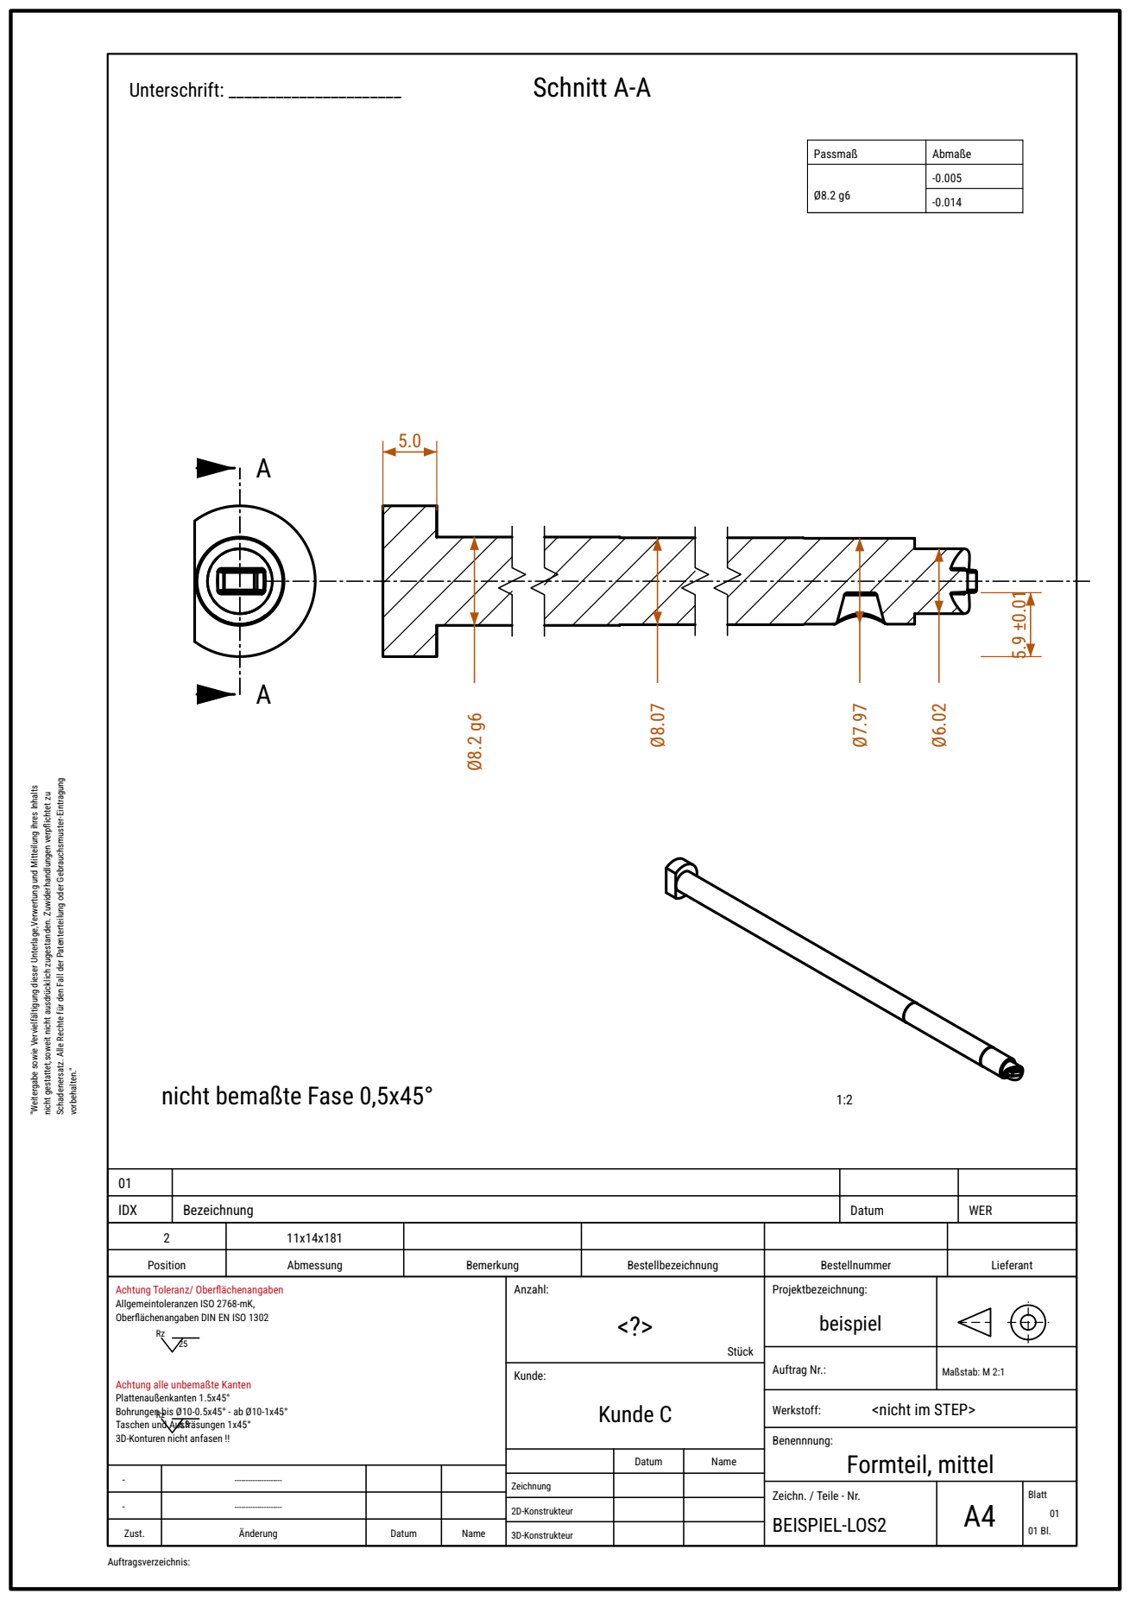 Unterschrift: ______________________
Schnitt A-A
Passmaß Abmaße
Ø8.2 g6 -0.005
-0.014
5.0
A
A
5.9 ±0.01
Ø8.2 g6
Ø8.07
Ø7.97
Ø6.02
"Weitergabe sowie Vervielfältigung dieser Unterlage,Verwertung und Mitteilung ihres Inhalts
nicht gestattet,soweit nicht ausdrücklich zugestanden. Zuwiderhandlungen verpflichtet zu
Schadenersatz. Alle Rechte für den Fall der Patenterteilung oder Gebrauchsmuster-Eintragung
vorbehalten."
nicht bemaßte Fase 0,5x45°
1:2
01
IDX Bezeichnung Datum WER
2 11x14x181
Position Abmessung Bemerkung Bestellbezeichnung Bestellnummer Lieferant
Achtung Toleranz/ Oberflächenangaben
Allgemeintoleranzen ISO 2768-mK,
Oberflächenangaben DIN EN ISO 1302
Rz 25
Achtung alle unbemaßte Kanten
Plattenaußenkanten 1.5x45°
Bohrungen bis Ø10-0.5x45° - ab Ø10-1x45°
Taschen und Ausfräsungen 1x45°
3D-Konturen nicht anfasen !!
- ----------------------
- ----------------------
Zust. Änderung Datum Name
Anzahl:
<?>
Stück
Kunde:
Kunde C
Datum Name
Zeichnung
2D-Konstrukteur
3D-Konstrukteur
Projektbezeichnung:
beispiel
Auftrag Nr.:
Maßstab: M 2:1
Werkstoff: <nicht im STEP>
Benennnung:
Formteil, mittel
Zeichn. / Teile - Nr.
BEISPIEL-LOS2
A4
Blatt
01
01 Bl.
Auftragsverzeichnis: